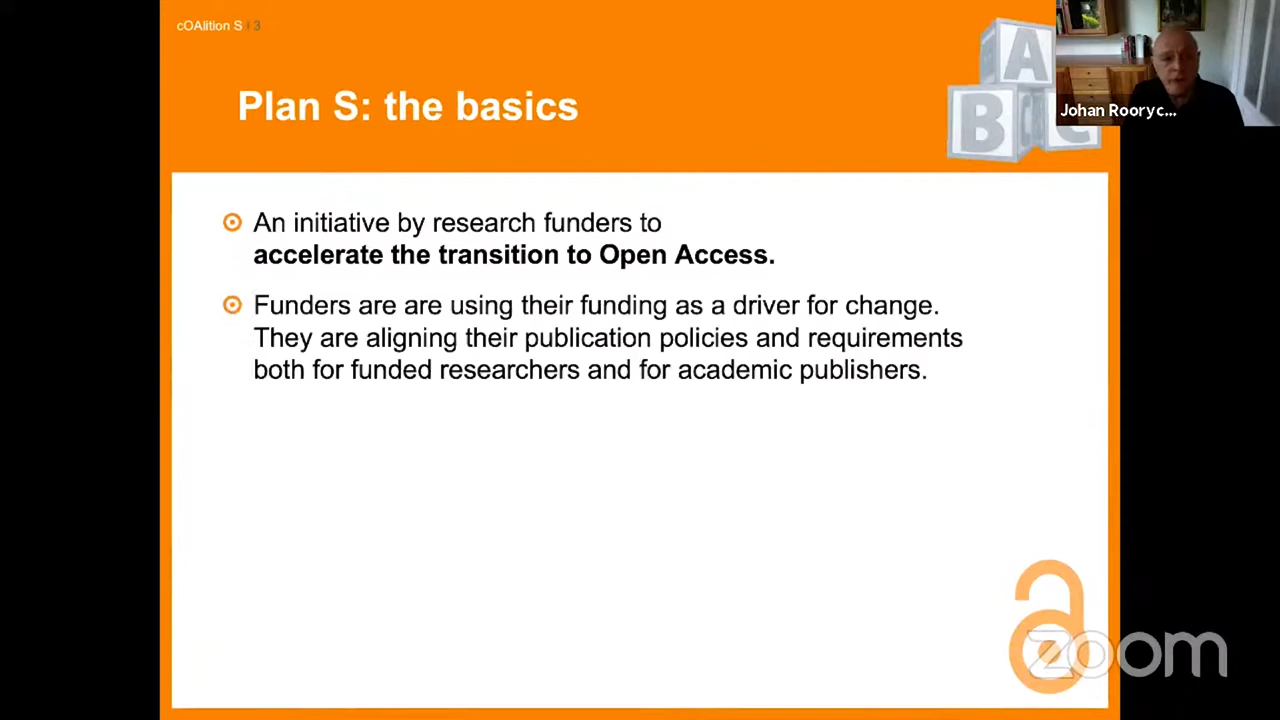 cOAlition S | 3
Plan S: the basics
A
B
C
Johan Rooryc...
An initiative by research funders to
accelerate the transition to Open Access.
Funders are are using their funding as a driver for change.
They are aligning their publication policies and requirements
both for funded researchers and for academic publishers.
zoom